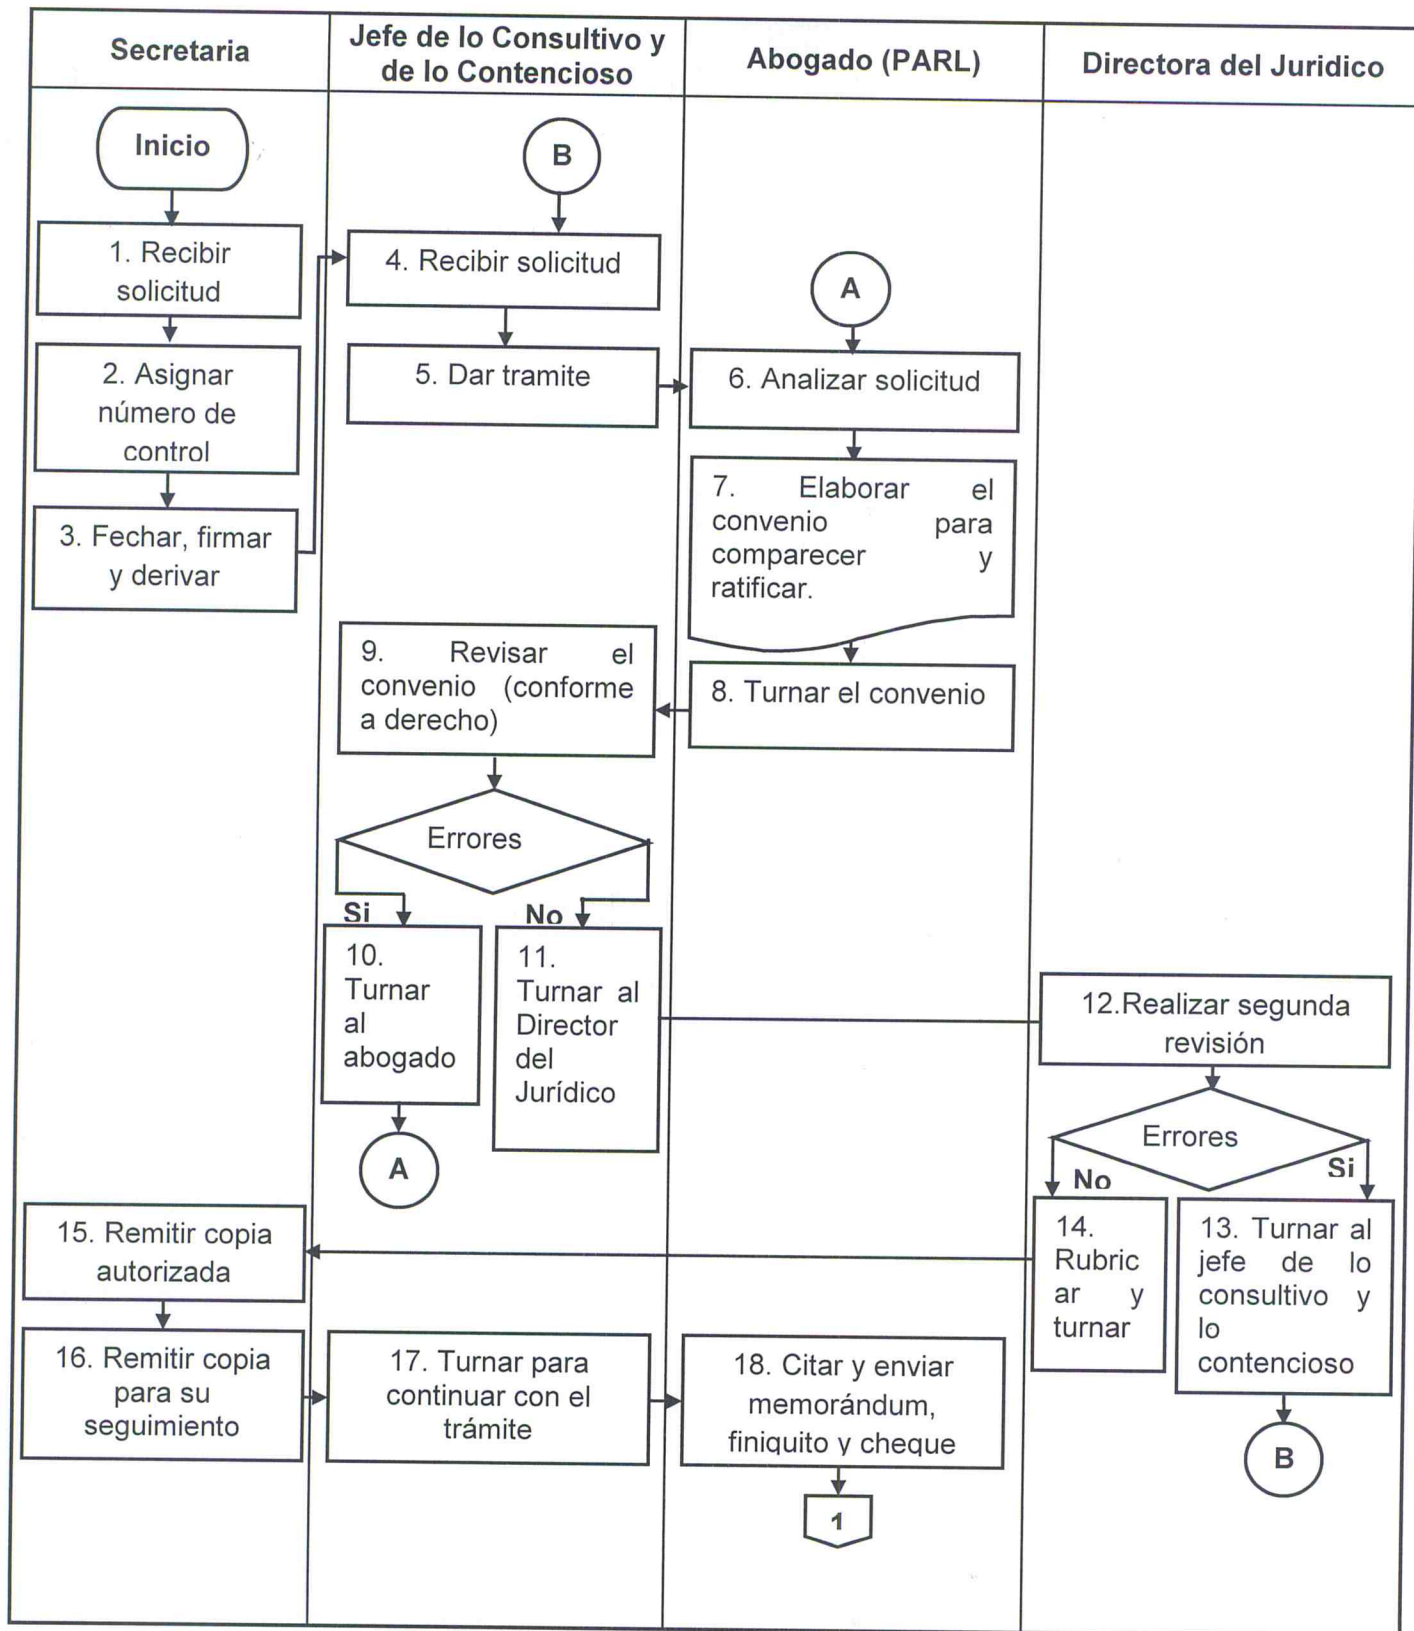 Secretaria
Jefe de lo Consultivo y
de lo Contencioso
Abogado (PARL)
Directora del Juridico
Inicio
B
1. Recibir
solicitud
4. Recibir solicitud
A
2. Asignar
número de
control
5. Dar tramite
6. Analizar solicitud
3. Fechar, firmar
y derivar
7. Elaborar el
convenio para
comparecer y
ratificar.
9. Revisar el
convenio (conforme
a derecho)
8. Turnar el convenio
Errores
Si
No
10.
Turnar
al
abogado
11.
Turnar al
Director
del
Jurídico
12.Realizar segunda
revisión
Errores
No
Si
A
15. Remitir copia
autorizada
14.
Rubric
ar y
turnar
13. Turnar al
jefe de lo
consultivo y
lo
contencioso
16. Remitir copia
para su
seguimiento
17. Turnar para
continuar con el
trámite
18. Citar y enviar
memorándum,
finiquito y cheque
B
1